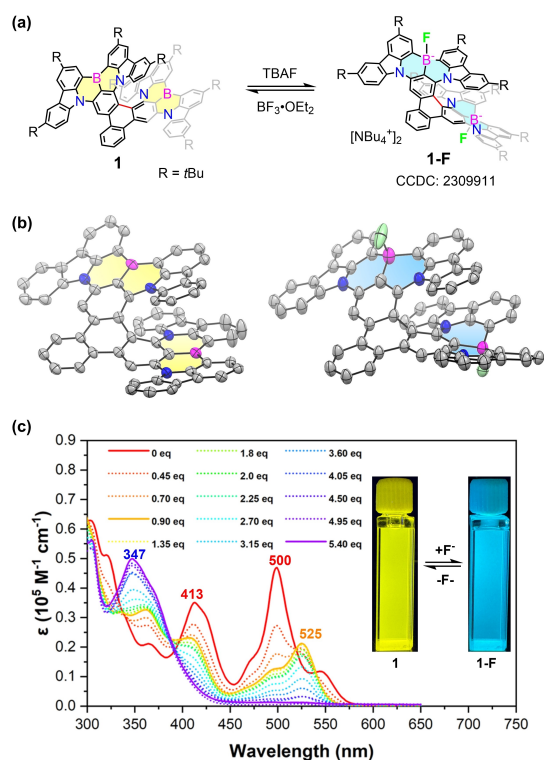 (a)
R R R F R
B N R B⁻ N
N B R TBAF R N R
R N BF₃•OEt₂ N B⁻ R
R N F N R
1 [NBu₄⁺]₂ 1-F
R = tBu CCDC: 2309911
(b)
(c)
0.9
0.8
0.7
0.6
0.5
0.4
0.3
0.2
0.1
0.0
ε (10⁵ M⁻¹ cm⁻¹)
0 eq 1.8 eq 3.60 eq
0.45 eq 2.0 eq 4.05 eq
0.70 eq 2.25 eq 4.50 eq
0.90 eq 2.70 eq 4.95 eq
1.35 eq 3.15 eq 5.40 eq
347
413
500
525
+F⁻
-F-
1 1-F
300 350 400 450 500 550 600 650 700 750
Wavelength (nm)